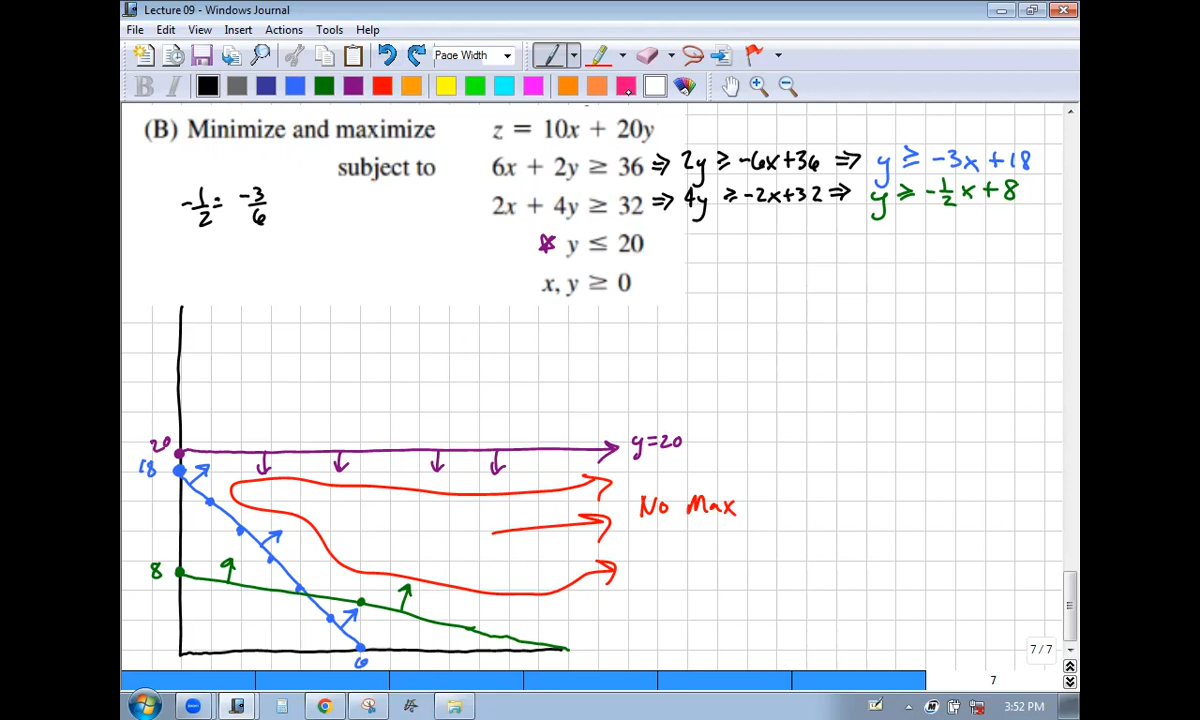 Lecture 09 - Windows Journal
File Edit View Insert Actions Tools Help
Page Width
B I
(B) Minimize and maximize z = 10x + 20y
subject to 6x + 2y ≥ 36 ⇒ 2y ≥ -6x+36 ⇒ y ≥ -3x+18
-1/2 = -3/6 2x + 4y ≥ 32 ⇒ 4y ≥ -2x+32 ⇒ y ≥ -1/2x+8
* y ≤ 20
x, y ≥ 0
20 y=20
18
No Max
8
6
7 / 7
7
3:52 PM